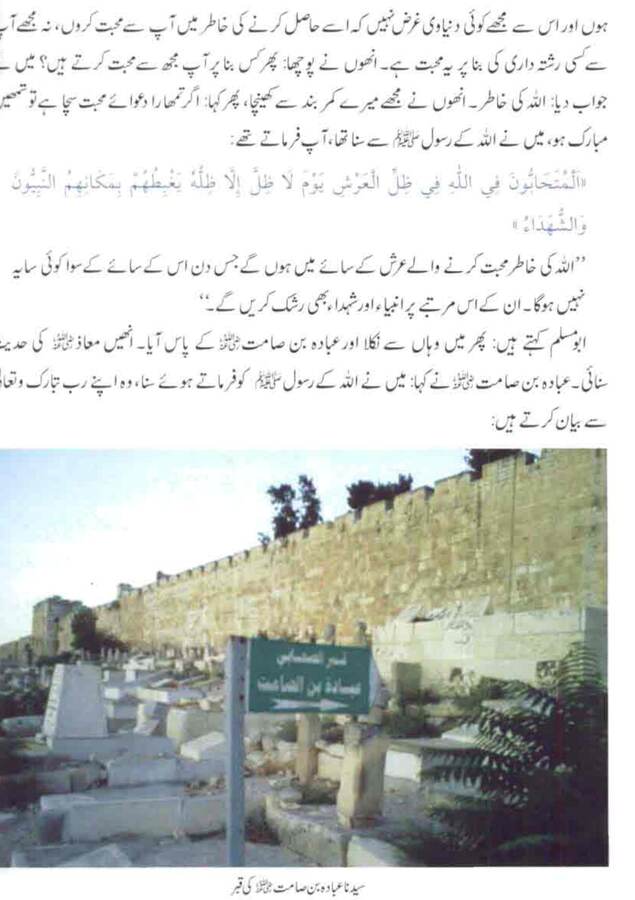 ہوں اور اس سے مجھے کوئی دنیاوی غرض نہیں کہ اسے حاصل کرنے کی خاطر میں آپ سے محبت کروں، نہ مجھے آپ
سے کسی رشتہ داری کی بنا پر یہ محبت ہے۔ انھوں نے پوچھا: پھر کس بنا پر آپ مجھ سے محبت کرتے ہیں؟ میں نے
جواب دیا: اللہ کی خاطر۔ انھوں نے مجھے میرے کمر بند سے کھینچا، پھر کہا: اگر تمھارا دعوائے محبت سچا ہے تو تمھیں
مبارک ہو، میں نے اللہ کے رسول ﷺ سے سنا تھا، آپ فرماتے تھے:
«اَلْمُتَحَابُّونَ فِي اللّٰهِ فِي ظِلِّ الْعَرْشِ يَوْمَ لَا ظِلَّ إِلَّا ظِلُّهُ يَغْبِطُهُمْ بِمَكَانِهِمُ النَّبِيُّونَ
وَالشُّهَدَاءُ»
’’اللہ کی خاطر محبت کرنے والے عرش کے سائے میں ہوں گے جس دن اس کے سائے کے سوا کوئی سایہ
نہیں ہوگا۔ ان کے اس مرتبے پر انبیاء اور شہداء بھی رشک کریں گے۔‘‘
ابومسلم کہتے ہیں: پھر میں وہاں سے نکلا اور عبادہ بن صامت رضی اللہ عنہ کے پاس آیا۔ انھیں معاذ رضی اللہ عنہ کی حدیث
سنائی۔ عبادہ بن صامت رضی اللہ عنہ نے کہا: میں نے اللہ کے رسول ﷺ کو فرماتے ہوئے سنا، وہ اپنے رب تبارک وتعالیٰ
سے بیان کرتے ہیں:
قبر الصحابي
عبادة بن الصامت
سیدنا عبادہ بن صامت رضی اللہ عنہ کی قبر